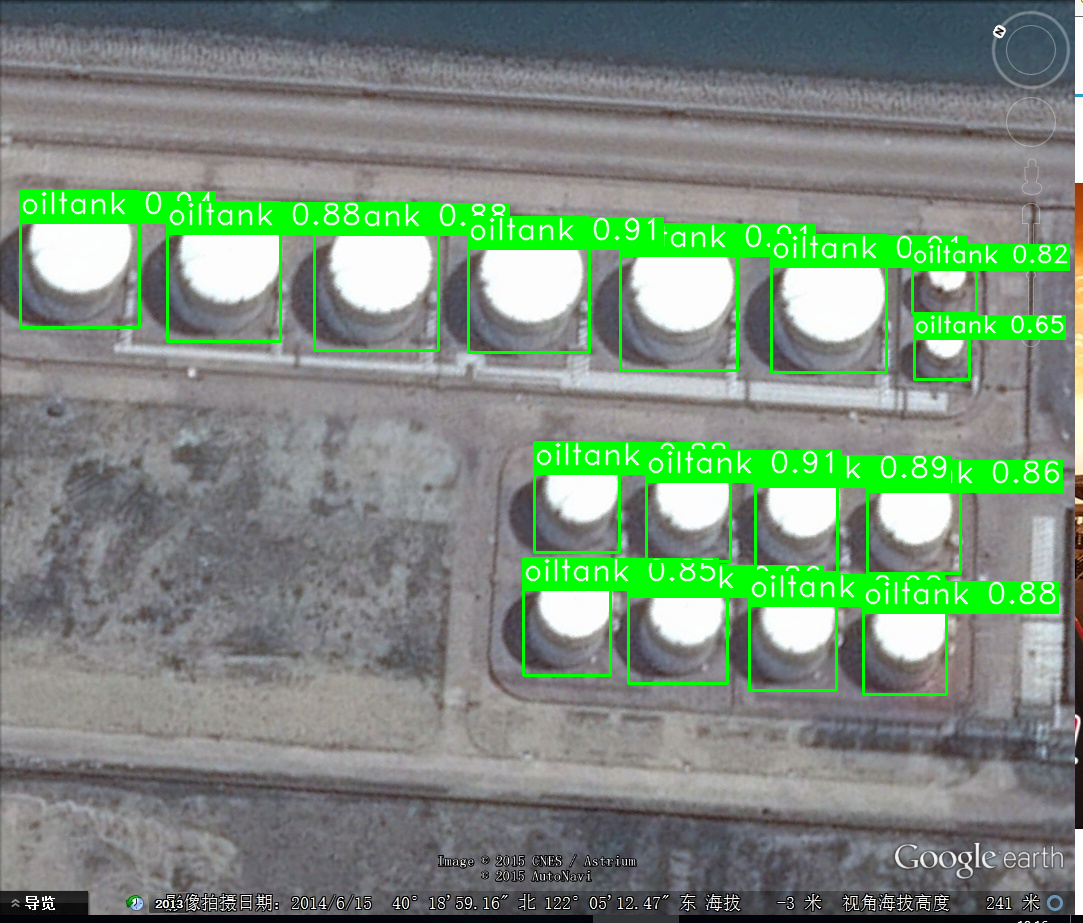 oiltank
oiltank 0.88
ank 0.88
oiltank 0.91
tank
oiltank
oiltank 0.82
oiltank 0.65
oiltank
oiltank 0.91
k 0.89
k 0.86
oiltank 0.85
k
oiltank
oiltank 0.88
N
Image © 2015 CNES / Astrium
© 2015 AutoNavi
Google earth
导览
2013
像拍摄日期: 2014/6/15 40° 18′59.16″ 北 122° 05′12.47″ 东 海拔 -3 米 视角海拔高度 241 米